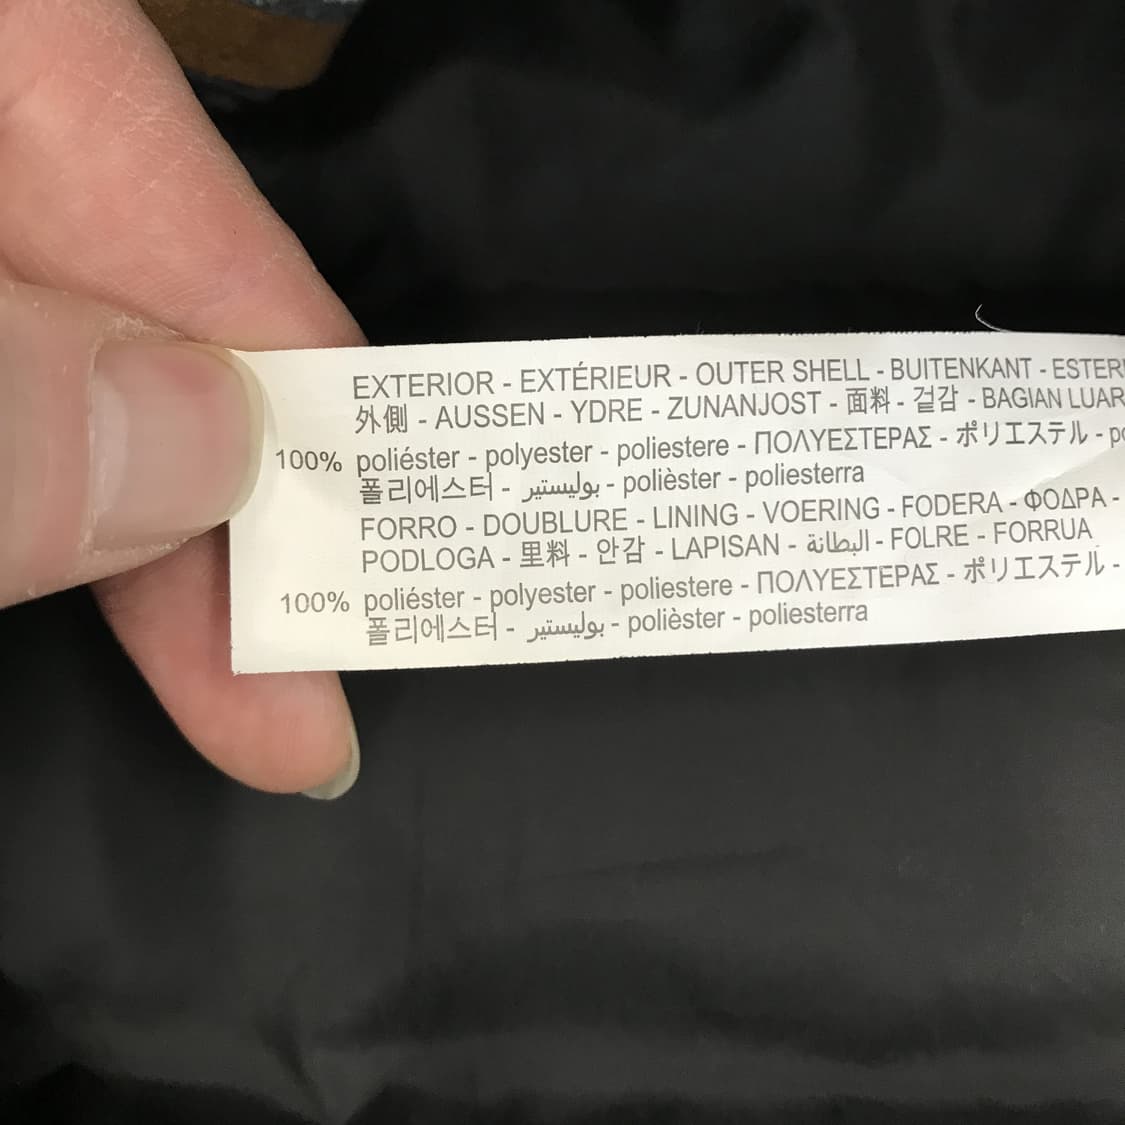 EXTERIOR - EXTÉRIEUR - OUTER SHELL - BUITENKANT - ESTER
外側 - AUSSEN - YDRE - ZUNANJOST - 面料 - 겉감 - BAGIAN LUAR
100% poliéster - polyester - poliestere - ΠΟΛΥΕΣΤΕΡΑΣ - ポリエステル - po
폴리에스터 - بوليستير - polièster - poliesterra
FORRO - DOUBLURE - LINING - VOERING - FODERA - ΦΟΔΡΑ -
PODLOGA - 里料 - 안감 - LAPISAN - البطانة - FOLRE - FORRUA
100% poliéster - polyester - poliestere - ΠΟΛΥΕΣΤΕΡΑΣ - ポリエステル -
폴리에스터 - بوليستير - polièster - poliesterra